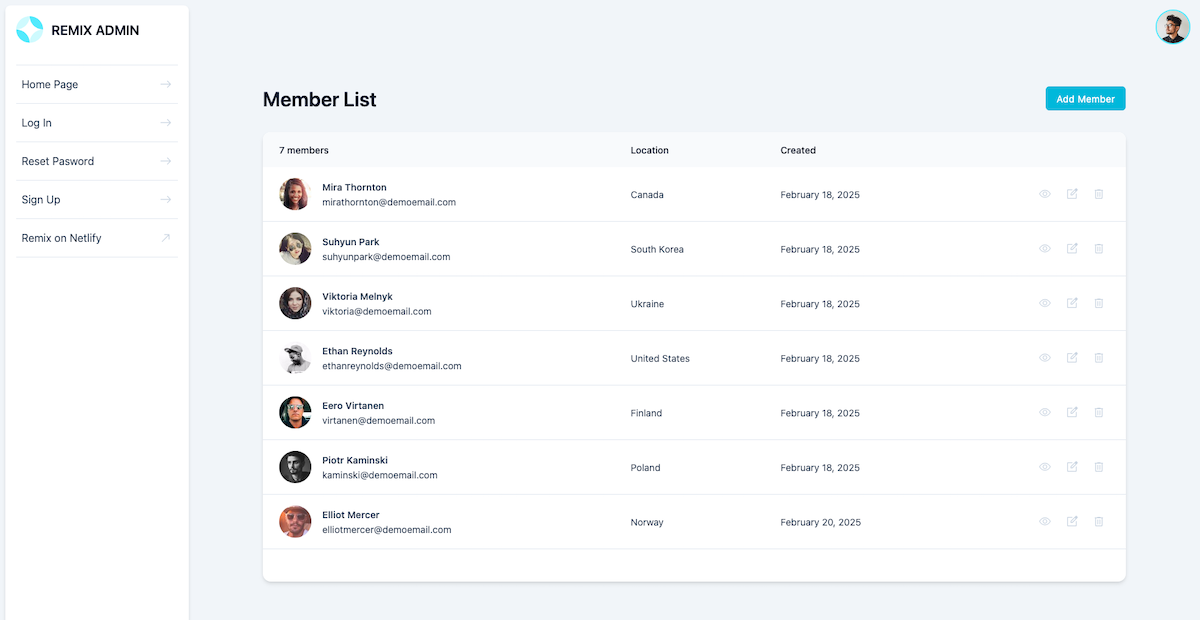 REMIX ADMIN
Home Page
Log In
Reset Pasword
Sign Up
Remix on Netlify
Member List
Add Member
7 members Location Created
Mira Thornton
mirathornton@demoemail.com
Canada
February 18, 2025
Suhyun Park
suhyunpark@demoemail.com
South Korea
February 18, 2025
Viktoria Melnyk
viktoria@demoemail.com
Ukraine
February 18, 2025
Ethan Reynolds
ethanreynolds@demoemail.com
United States
February 18, 2025
Eero Virtanen
virtanen@demoemail.com
Finland
February 18, 2025
Piotr Kaminski
kaminski@demoemail.com
Poland
February 18, 2025
Elliot Mercer
elliotmercer@demoemail.com
Norway
February 20, 2025